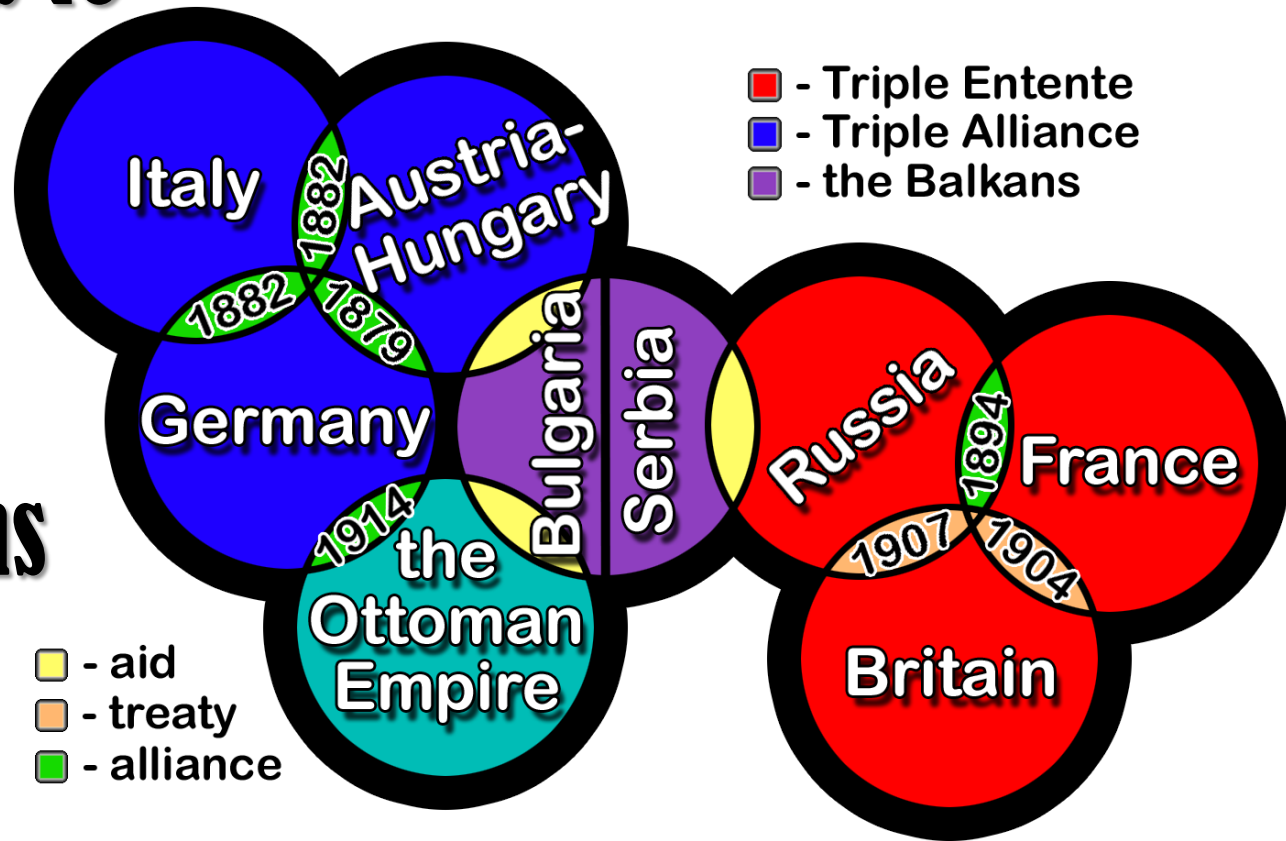 - Triple Entente
- Triple Alliance
- the Balkans
Italy
1882
Austria-
Hungary
1882
1879
Germany
Bulgaria
Serbia
Russia
1894
France
1914
the
Ottoman
Empire
1907
1904
Britain
- aid
- treaty
- alliance